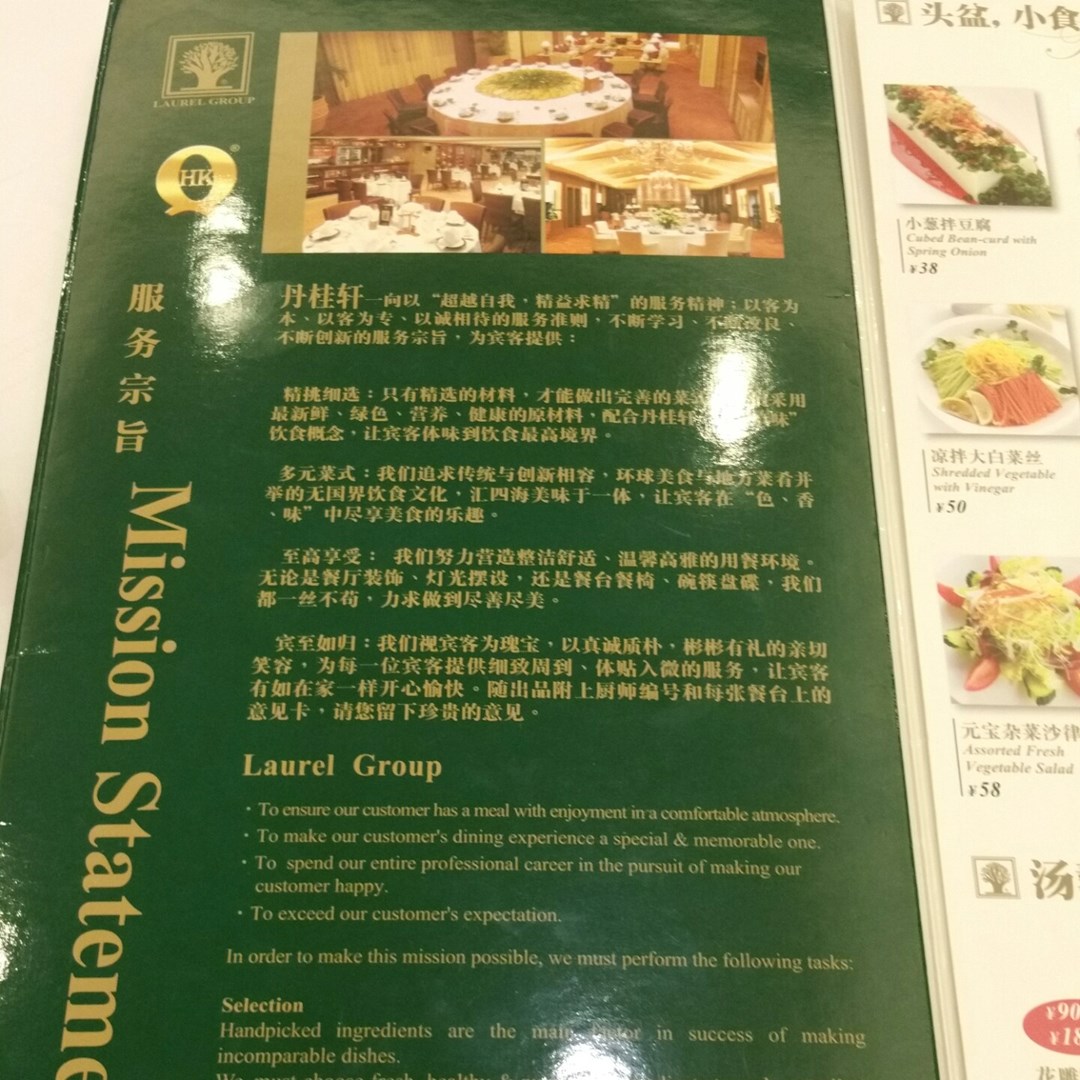 LAUREL GROUP
Q HK ®
服务宗旨
Mission Stateme
丹桂轩一向以“超越自我，精益求精”的服务精神；以客为
本、以客为专、以诚相待的服务准则，不断学习、不断改良、
不断创新的服务宗旨，为宾客提供：
精挑细选：只有精选的材料，才能做出完善的菜 采用
最新鲜、绿色、营养、健康的原材料，配合丹桂轩 味”
饮食概念，让宾客体味到饮食最高境界。
多元菜式：我们追求传统与创新相容，环球美食与地方菜肴并
举的无国界饮食文化，汇四海美味于一体，让宾客在“色、香
、味”中尽享美食的乐趣。
至高享受： 我们努力营造整洁舒适、温馨高雅的用餐环境。
无论是餐厅装饰、灯光摆设，还是餐台餐椅、碗筷盘碟，我们
都一丝不苟，力求做到尽善尽美。
宾至如归：我们视宾客为瑰宝，以真诚质朴，彬彬有礼的亲切
笑容，为每一位宾客提供细致周到、体贴入微的服务，让宾客
有如在家一样开心愉快。随出品附上厨师编号和每张餐台上的
意见卡，请您留下珍贵的意见。
Laurel Group
· To ensure our customer has a meal with enjoyment in a comfortable atmosphere.
· To make our customer's dining experience a special & memorable one.
· To spend our entire professional career in the pursuit of making our
customer happy.
· To exceed our customer's expectation.
In order to make this mission possible, we must perform the following tasks:
Selection
Handpicked ingredients are the main factor in success of making
incomparable dishes.
头盆，小食
小葱拌豆腐
Cubed Bean-curd with
Spring Onion
¥38
凉拌大白菜丝
Shredded Vegetable
with Vinegar
¥50
元宝杂菜沙律
Assorted Fresh
Vegetable Salad
¥58
汤
¥90
¥18
花雕